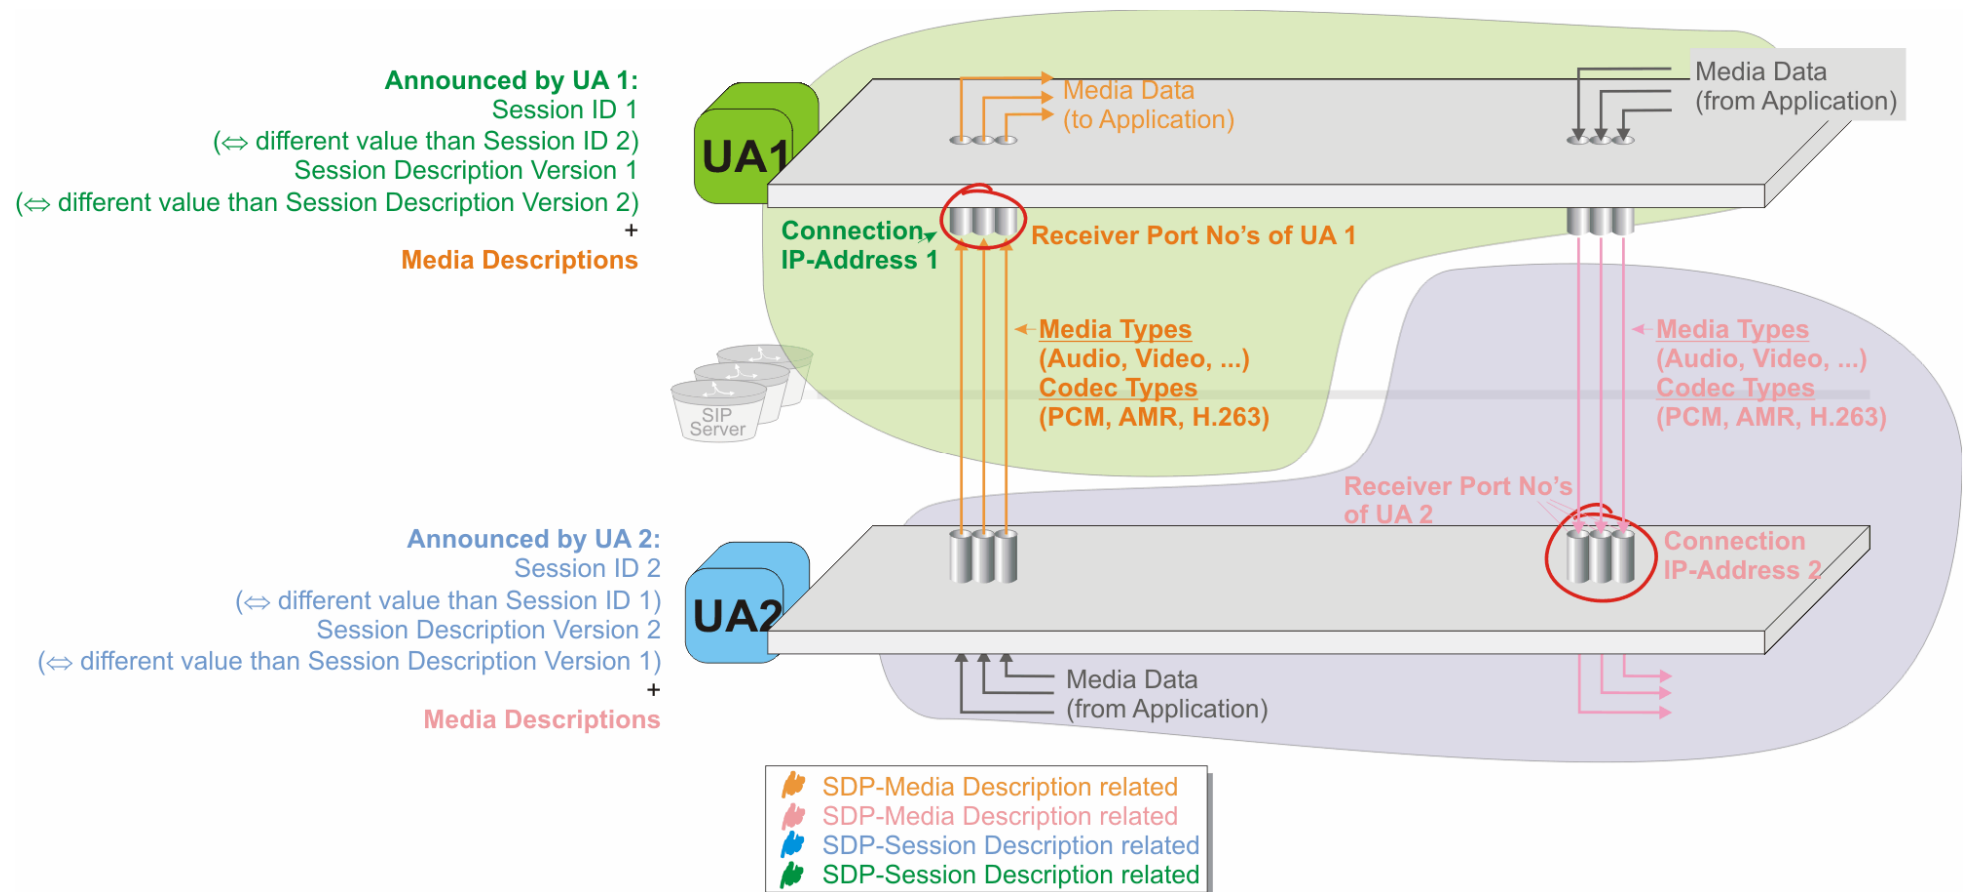 Announced by UA 1:
Session ID 1
(⇔ different value than Session ID 2)
Session Description Version 1
(⇔ different value than Session Description Version 2)
+
Media Descriptions
UA1
Media Data
(to Application)
Media Data
(from Application)
Connection
IP-Address 1
Receiver Port No’s of UA 1
Media Types
(Audio, Video, ...)
Codec Types
(PCM, AMR, H.263)
Media Types
(Audio, Video, ...)
Codec Types
(PCM, AMR, H.263)
SIP
Server
Receiver Port No’s
of UA 2
Connection
IP-Address 2
Announced by UA 2:
Session ID 2
(⇔ different value than Session ID 1)
Session Description Version 2
(⇔ different value than Session Description Version 1)
+
Media Descriptions
UA2
Media Data
(from Application)
SDP-Media Description related
SDP-Media Description related
SDP-Session Description related
SDP-Session Description related